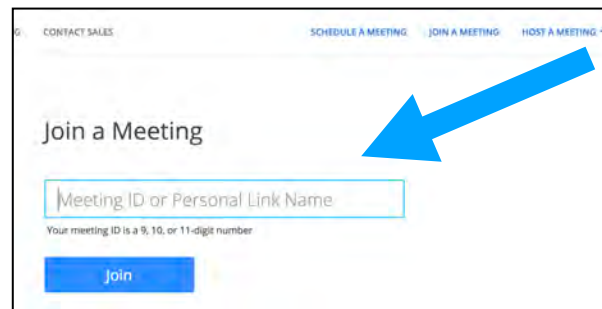 G CONTACT SALES SCHEDULE A MEETING JOIN A MEETING HOST A MEETING
Join a Meeting
Meeting ID or Personal Link Name
Your meeting ID is a 9, 10, or 11-digit number
Join